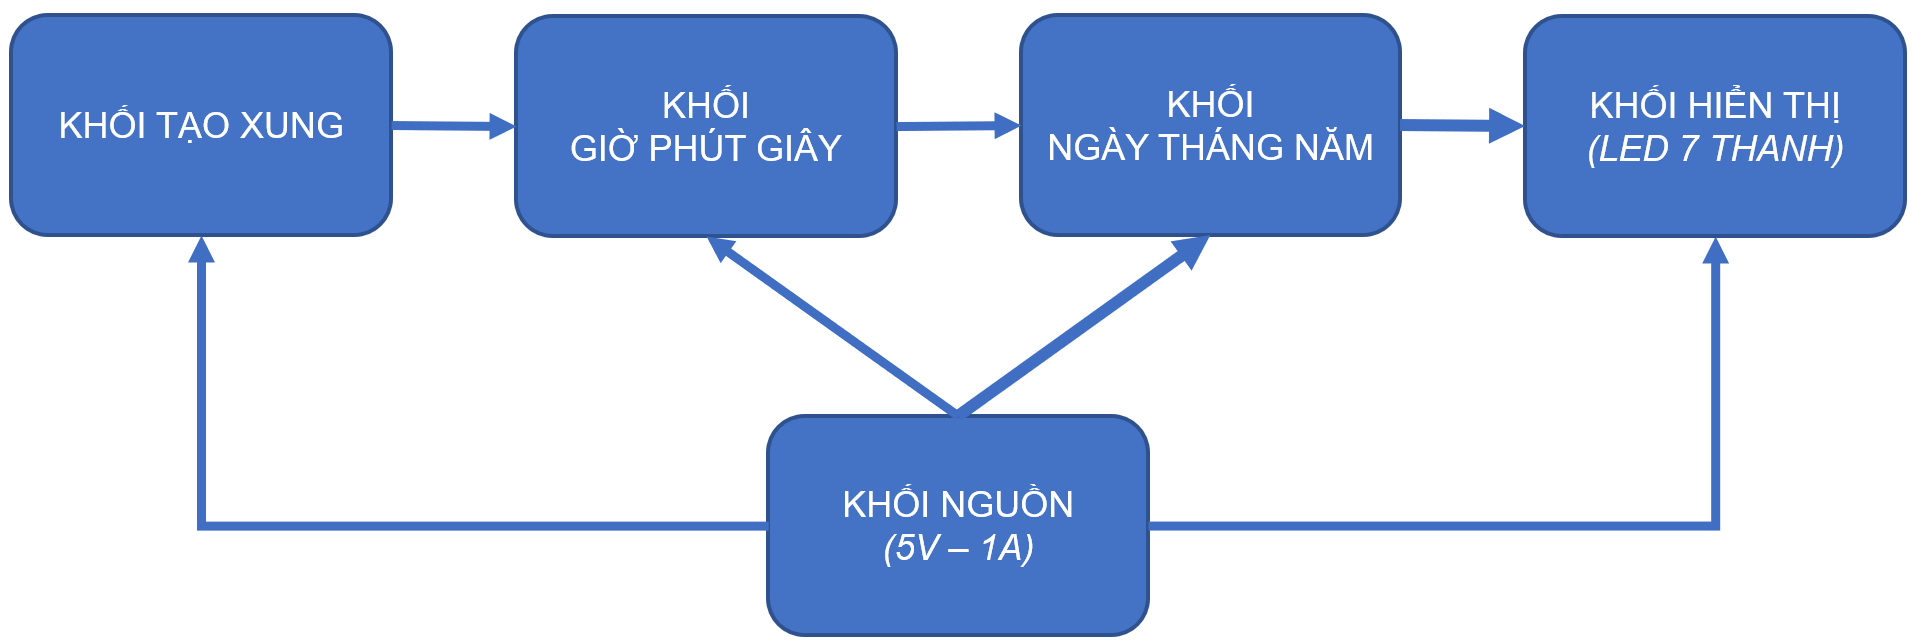 KHỐI TẠO XUNG
KHỐI
GIỜ PHÚT GIÂY
KHỐI
NGÀY THÁNG NĂM
KHỐI HIỂN THỊ
(LED 7 THANH)
KHỐI NGUỒN
(5V – 1A)